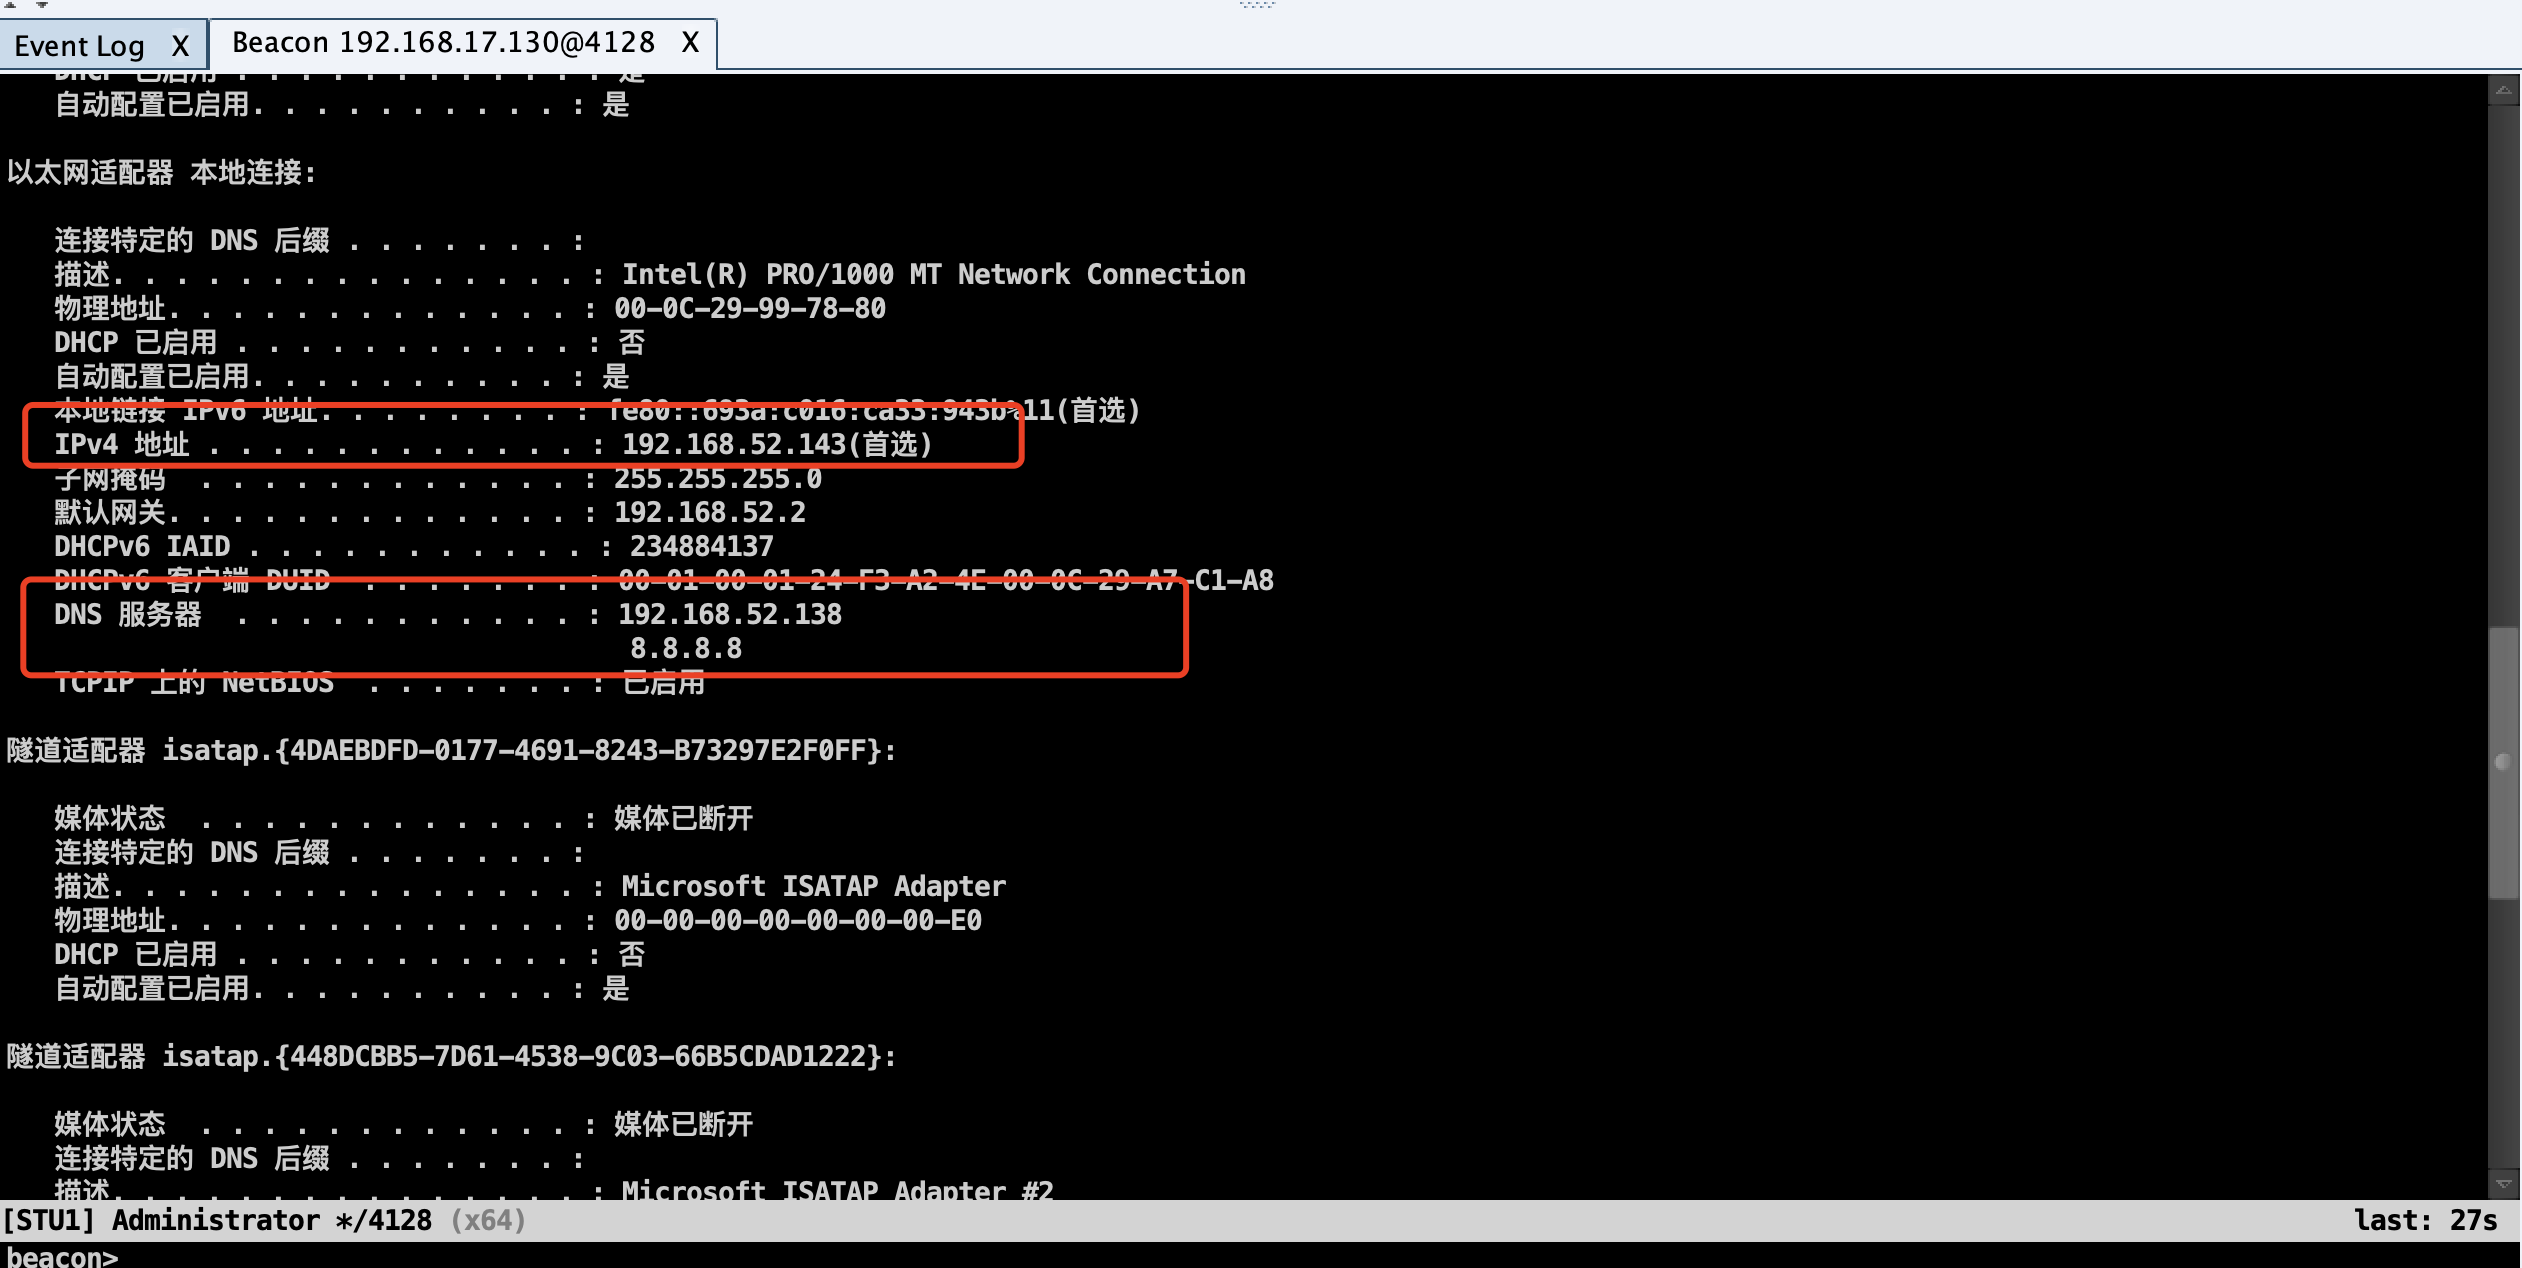 Event Log X Beacon 192.168.17.130@4128 X
DHCP 已启用 . . . . . . . . . . . . : 是
自动配置已启用. . . . . . . . . . : 是
以太网适配器 本地连接:
连接特定的 DNS 后缀 . . . . . . . :
描述. . . . . . . . . . . . . . . : Intel(R) PRO/1000 MT Network Connection
物理地址. . . . . . . . . . . . . : 00-0C-29-99-78-80
DHCP 已启用 . . . . . . . . . . . . : 否
自动配置已启用. . . . . . . . . . : 是
本地链接 IPv6 地址. . . . . . . . : fe80::693a:c016:ca33:943b%11(首选)
IPv4 地址 . . . . . . . . . . . . . : 192.168.52.143(首选)
子网掩码 . . . . . . . . . . . . : 255.255.255.0
默认网关. . . . . . . . . . . . . : 192.168.52.2
DHCPv6 IAID . . . . . . . . . . . : 234884137
DHCPv6 客户端 DUID . . . . . . . . : 00-01-00-01-24-F3-A2-4E-00-0C-29-A7-C1-A8
DNS 服务器 . . . . . . . . . . . . : 192.168.52.138
8.8.8.8
TCPIP 上的 NetBIOS . . . . . . . : 已启用
隧道适配器 isatap.{4DAEBDFD-0177-4691-8243-B73297E2F0FF}:
媒体状态 . . . . . . . . . . . . : 媒体已断开
连接特定的 DNS 后缀 . . . . . . . :
描述. . . . . . . . . . . . . . . : Microsoft ISATAP Adapter
物理地址. . . . . . . . . . . . . : 00-00-00-00-00-00-00-E0
DHCP 已启用 . . . . . . . . . . . . : 否
自动配置已启用. . . . . . . . . . : 是
隧道适配器 isatap.{448DCBB5-7D61-4538-9C03-66B5CDAD1222}:
媒体状态 . . . . . . . . . . . . : 媒体已断开
连接特定的 DNS 后缀 . . . . . . . :
描述. . . . . . . . . . . . . . . : Microsoft ISATAP Adapter #2
[STU1] Administrator */4128 (x64) last: 27s
beacon>